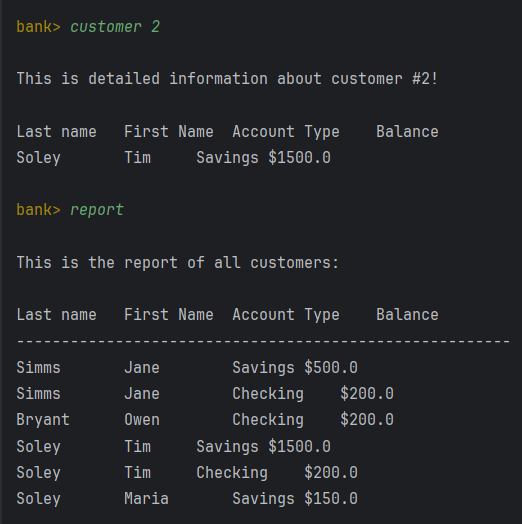 bank> customer 2
This is detailed information about customer #2!
Last name   First Name  Account Type    Balance
Soley       Tim     Savings $1500.0
bank> report
This is the report of all customers:
Last name   First Name  Account Type    Balance
-------------------------------------------------------
Simms       Jane        Savings $500.0
Simms       Jane        Checking    $200.0
Bryant      Owen        Checking    $200.0
Soley       Tim     Savings $1500.0
Soley       Tim     Checking    $200.0
Soley       Maria       Savings $150.0